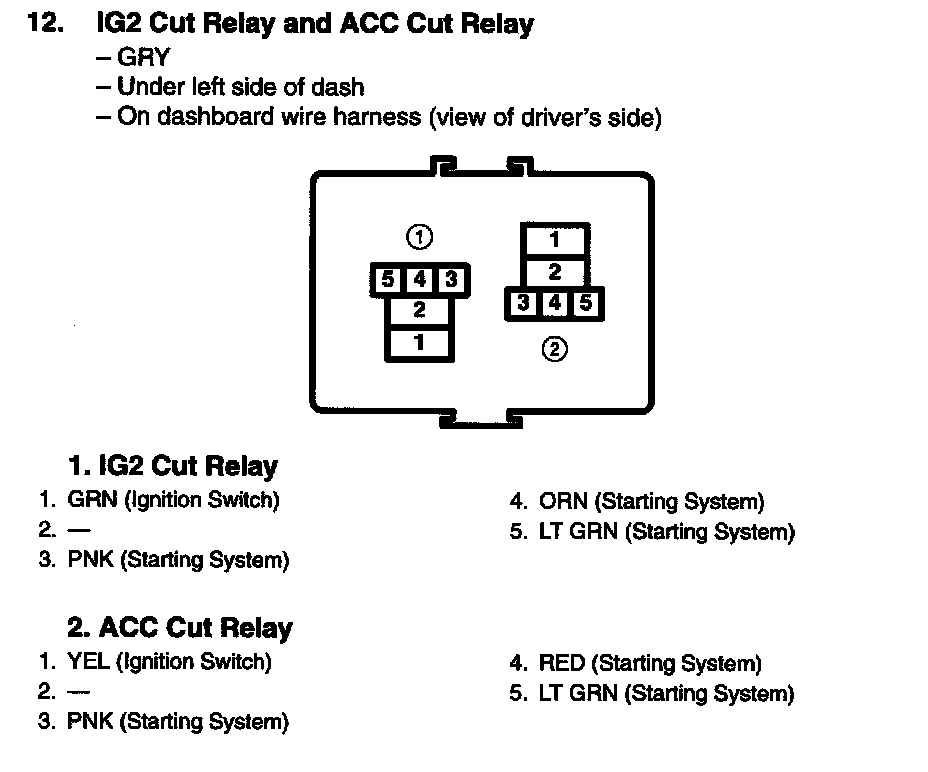 12. IG2 Cut Relay and ACC Cut Relay
– GRY
– Under left side of dash
– On dashboard wire harness (view of driver's side)
①
1
2
5 4 3
3 4 5
2
1
②
1. IG2 Cut Relay
1. GRN (Ignition Switch)
2. —
3. PNK (Starting System)
4. ORN (Starting System)
5. LT GRN (Starting System)
2. ACC Cut Relay
1. YEL (Ignition Switch)
2. —
3. PNK (Starting System)
4. RED (Starting System)
5. LT GRN (Starting System)